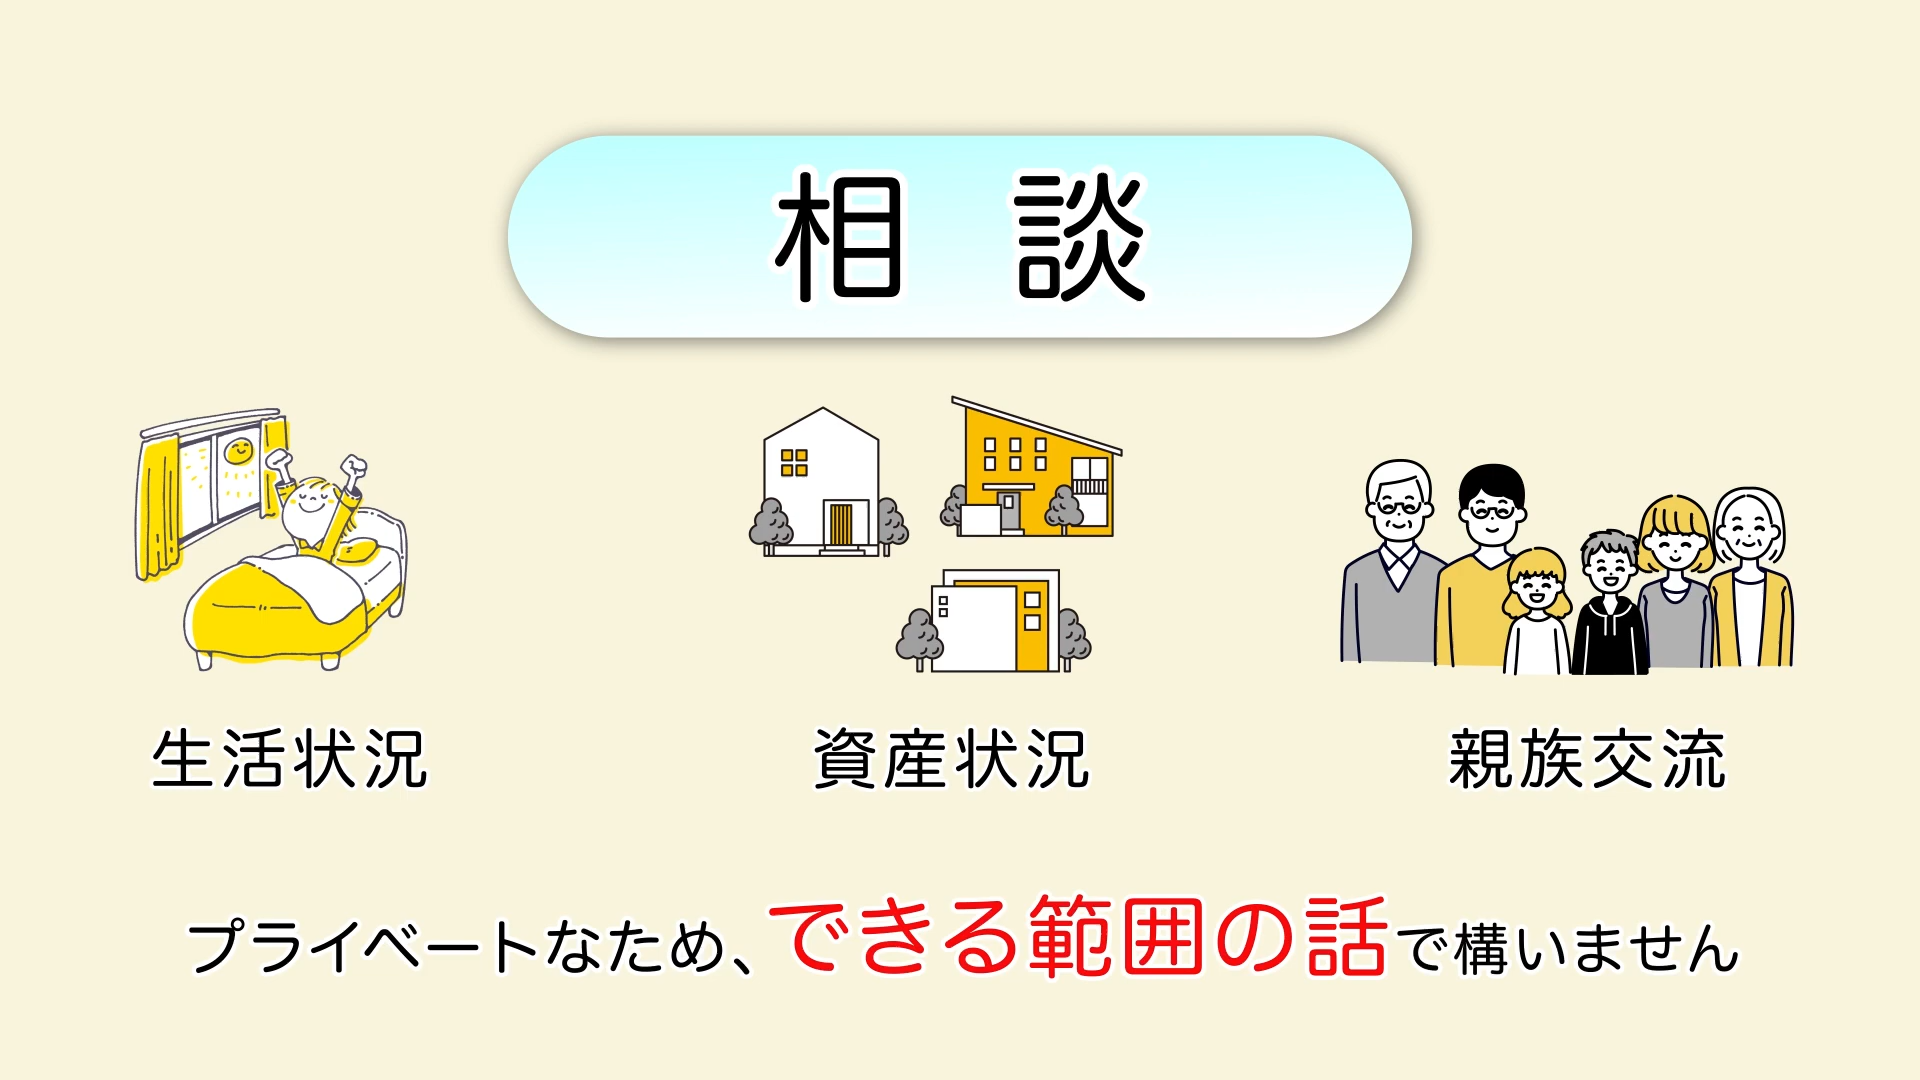 相談
生活状況
資産状況
親族交流
プライベートなため、できる範囲の話で構いません